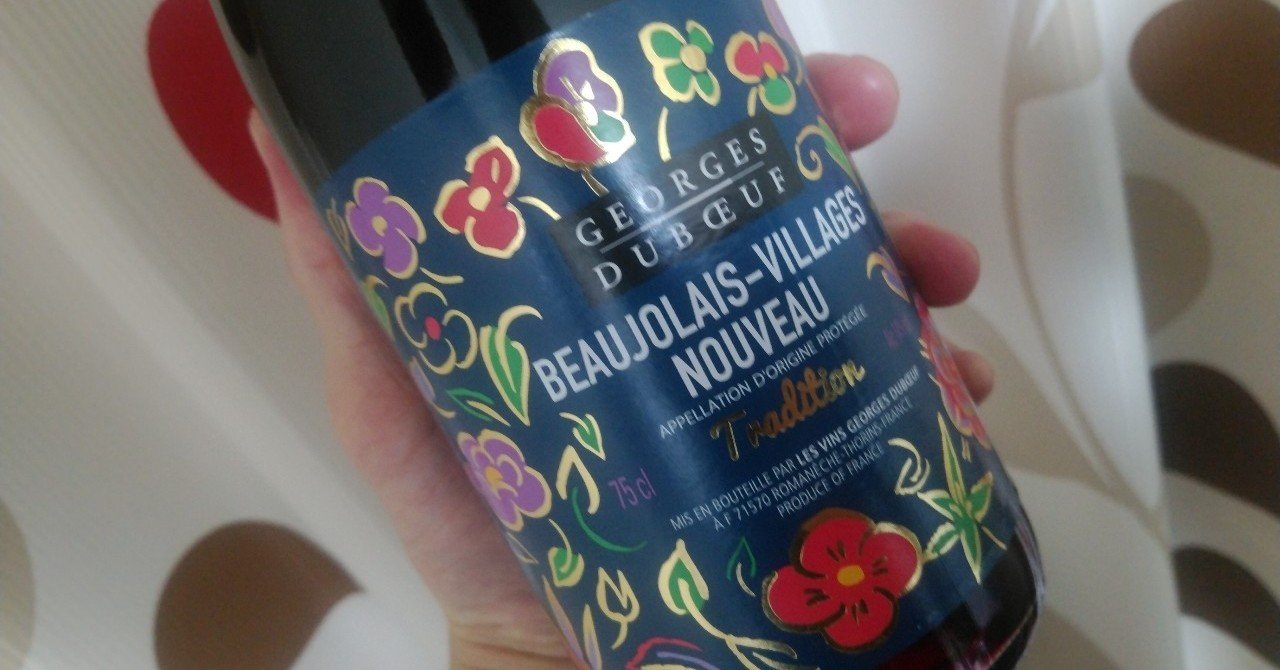 GEORGES
DUBŒUF
BEAUJOLAIS-VILLAGES
NOUVEAU
APPELLATION D'ORIGINE PROTÉGÉE
Tradition
75 cl
MIS EN BOUTEILLE PAR LES VINS GEORGES DUBŒUF
À F 71570 ROMANÈCHE-THORINS-FRANCE
PRODUCE OF FRANCE